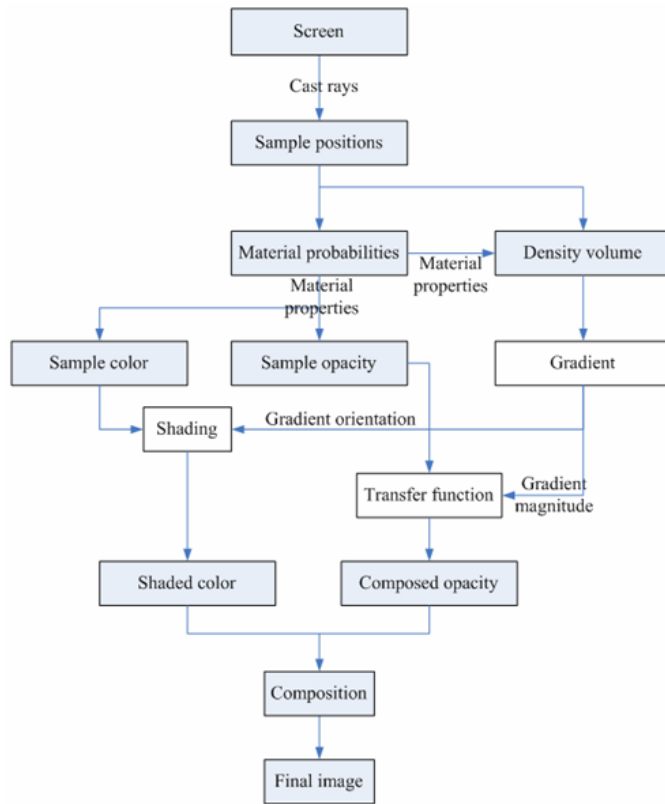 Screen
Cast rays
Sample positions
Material probabilities
Material
properties
Density volume
Material
properties
Sample color
Sample opacity
Gradient
Shading
Gradient orientation
Transfer function
Gradient
magnitude
Shaded color
Composed opacity
Composition
Final image